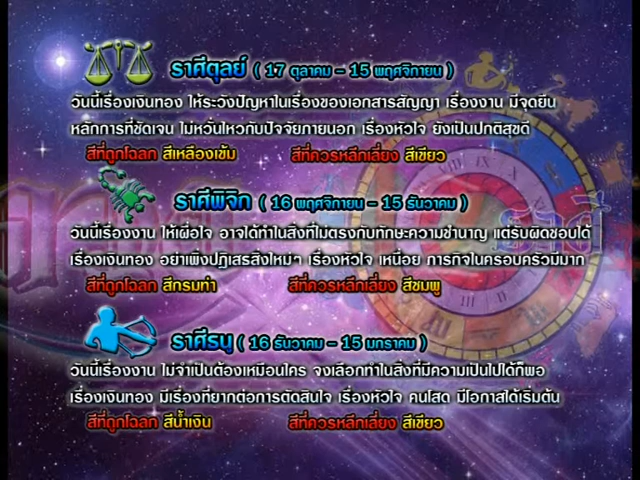 ราศีตุลย์ ( 17 ตุลาคม – 15 พฤศจิกายน )
วันนี้เรื่องเงินทอง ให้ระวังปัญหาในเรื่องของเอกสารสัญญา เรื่องงาน มีจุดยืน
หลักการที่ชัดเจน ไม่หวั่นไหวกับปัจจัยภายนอก เรื่องหัวใจ ยังเป็นปกติสุขดี
สีที่ถูกโฉลก สีเหลืองเข้ม สีที่ควรหลีกเลี่ยง สีเขียว
ราศีพิจิก ( 16 พฤศจิกายน – 15 ธันวาคม )
วันนี้เรื่องงาน ให้เผื่อใจ อาจได้ทำในสิ่งที่ไม่ตรงกับทักษะความชำนาญ แต่รับผิดชอบได้
เรื่องเงินทอง อย่าเพิ่งปฏิเสธสิ่งใหม่ๆ เรื่องหัวใจ เหนื่อย ภารกิจในครอบครัวมีมาก
สีที่ถูกโฉลก สีกรมท่า สีที่ควรหลีกเลี่ยง สีชมพู
ราศีธนู ( 16 ธันวาคม – 15 มกราคม )
วันนี้เรื่องงาน ไม่จำเป็นต้องเหมือนใคร จงเลือกทำในสิ่งที่มีความเป็นไปได้ก็พอ
เรื่องเงินทอง มีเรื่องที่ยากต่อการตัดสินใจ เรื่องหัวใจ คนโสด มีโอกาสได้เริ่มต้น
สีที่ถูกโฉลก สีน้ำเงิน สีที่ควรหลีกเลี่ยง สีเขียว